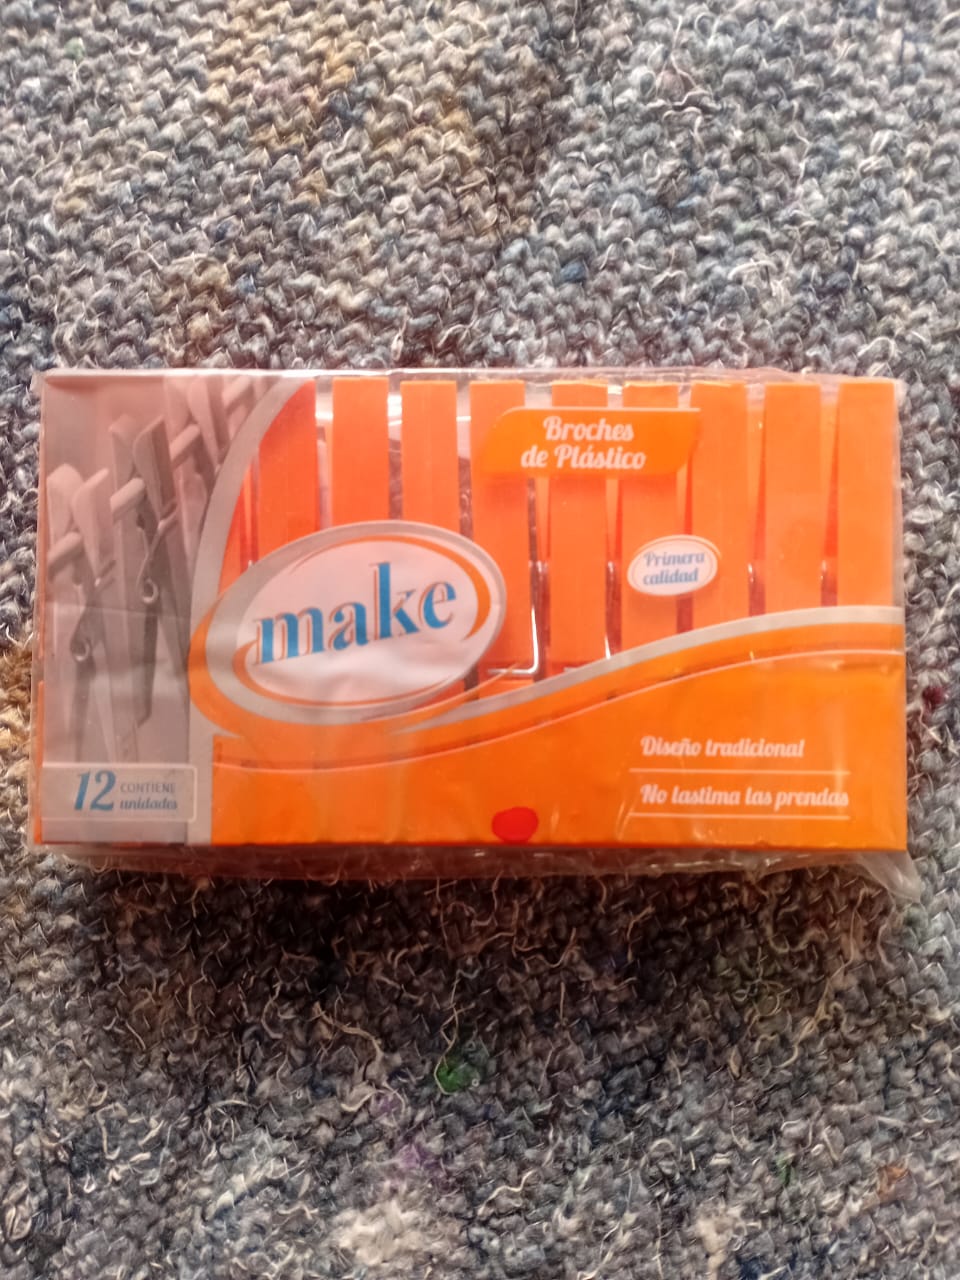 Broches
de Plástico
Primera
calidad
make
Diseño tradicional
No lastima las prendas
12 CONTIENE
unidades